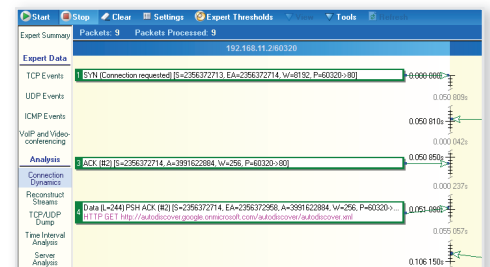 Start Stop Clear Settings Expert Thresholds View Tools
Expert Summary Packets: 9 Packets Processed: 9
192.168.11.2/60320
Expert Data
TCP Events
1 SYN (Connection requested) [S=2356372713, EA=2356372714, W=8192, P=60320->80] 0.000 000s
UDP Events
0.050 809s
ICMP Events
0.050 810s
VoIP and Video-
conferencing
0.000 042s
Analysis
3 ACK (#2) [S=2356372714, A=3991622884, W=256, P=60320->80] 0.050 850s
Connection
Dynamics
0.000 237s
Reconstruct
Streams
4 Data (L=244) PSH ACK (#2) [S=2356372714, EA=2356372958, A=3991622884, W=256, P=60320->...
HTTP GET http://autodiscover.google.onmicrosoft.com/autodiscover/autodiscover.xml
0.051 098s
TCP/UDP
Dump
0.055 057s
Time Interval
Analysis
Server
Analysis
0.106 150s